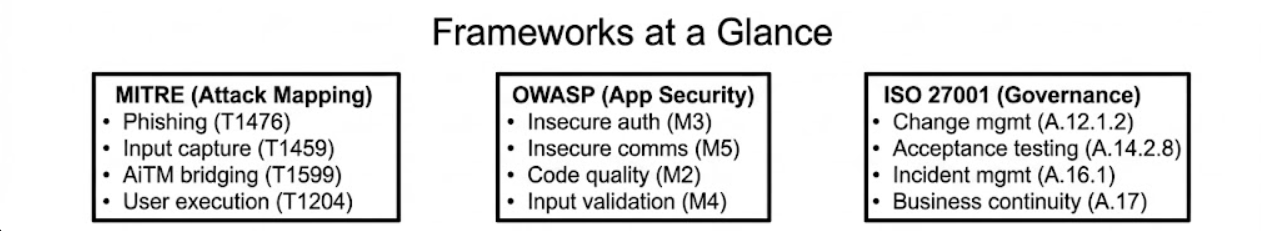 Frameworks at a Glance
MITRE (Attack Mapping)
• Phishing (T1476)
• Input capture (T1459)
• AiTM bridging (T1599)
• User execution (T1204)
OWASP (App Security)
• Insecure auth (M3)
• Insecure comms (M5)
• Code quality (M2)
• Input validation (M4)
ISO 27001 (Governance)
• Change mgmt (A.12.1.2)
• Acceptance testing (A.14.2.8)
• Incident mgmt (A.16.1)
• Business continuity (A.17)